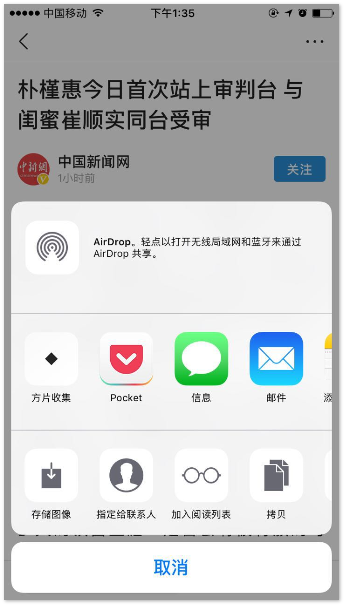 中国移动 下午1:35
朴槿惠今日首次站上审判台 与
闺蜜崔顺实同台受审
中新網
中国新闻网
1小时前
关注
AirDrop。轻点以打开无线局域网和蓝牙来通过
AirDrop 共享。
方片收集 Pocket 信息 邮件
存储图像 指定给联系人 加入阅读列表 拷贝
取消